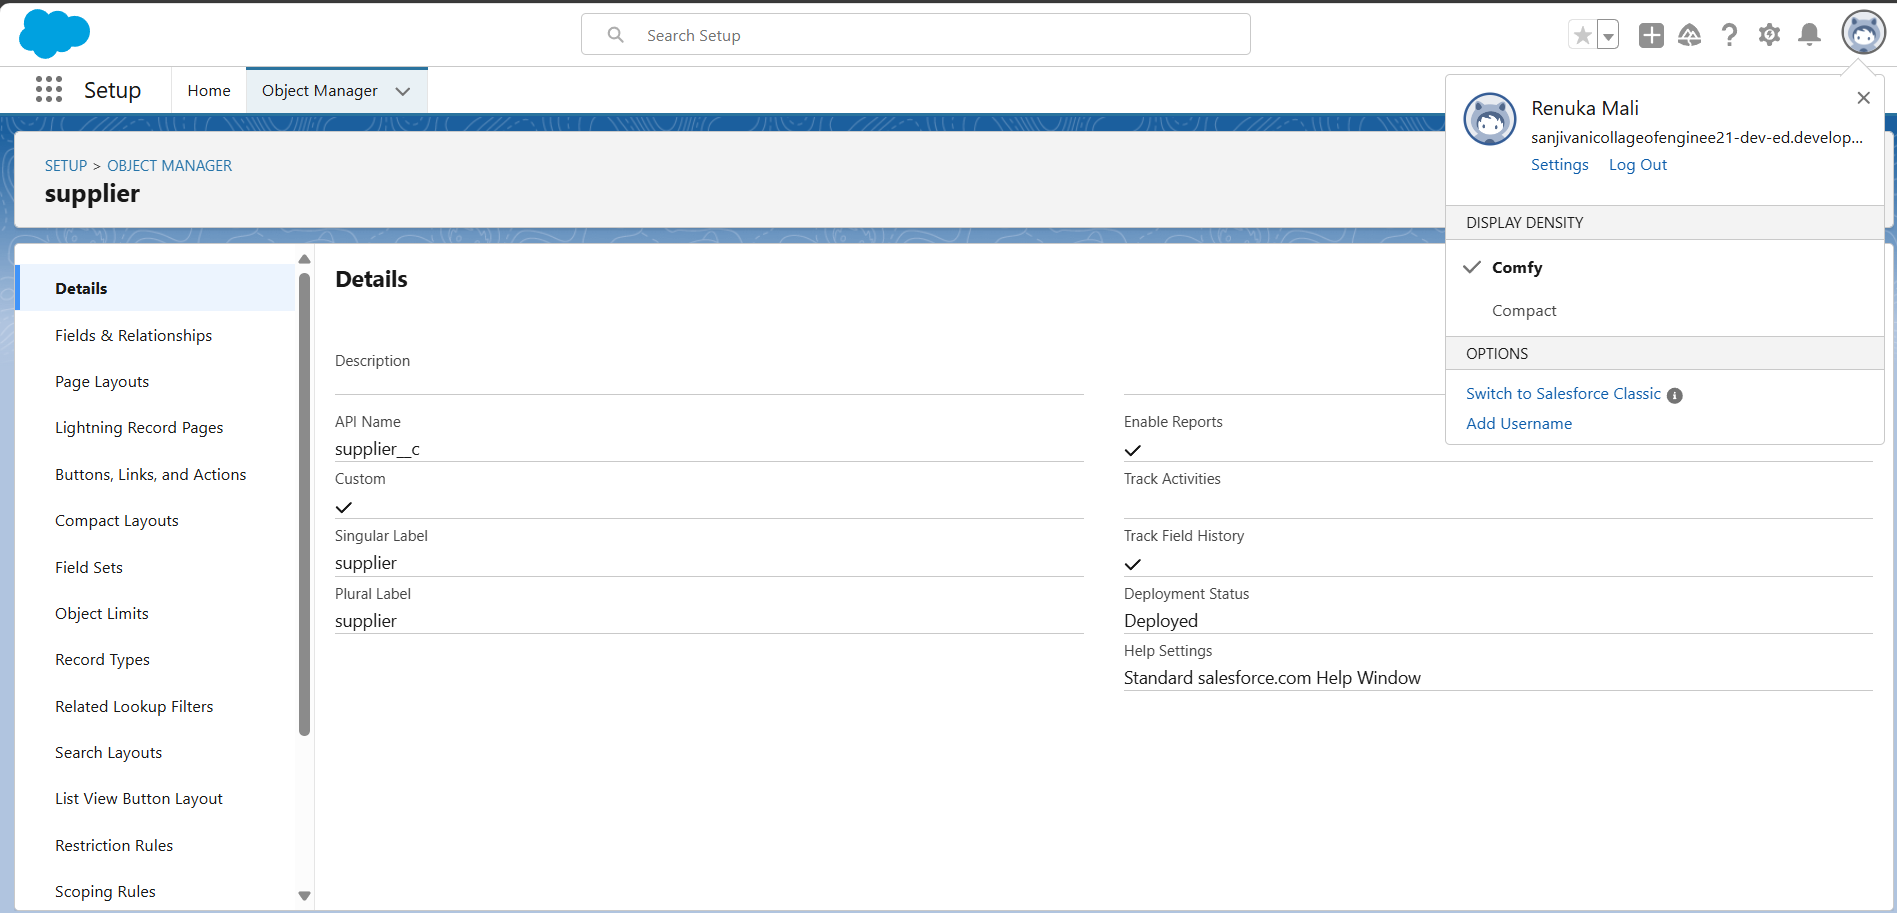 Search Setup
Setup
Home
Object Manager
SETUP > OBJECT MANAGER
supplier
Renuka Mali
sanjivanicollageofenginee21-dev-ed.develop...
Settings Log Out
DISPLAY DENSITY
Comfy
Compact
OPTIONS
Switch to Salesforce Classic
Add Username
Details
Fields & Relationships
Page Layouts
Lightning Record Pages
Buttons, Links, and Actions
Compact Layouts
Field Sets
Object Limits
Record Types
Related Lookup Filters
Search Layouts
List View Button Layout
Restriction Rules
Scoping Rules
Details
Description
API Name
supplier__c
Custom
Singular Label
supplier
Plural Label
supplier
Enable Reports
Track Activities
Track Field History
Deployment Status
Deployed
Help Settings
Standard salesforce.com Help Window